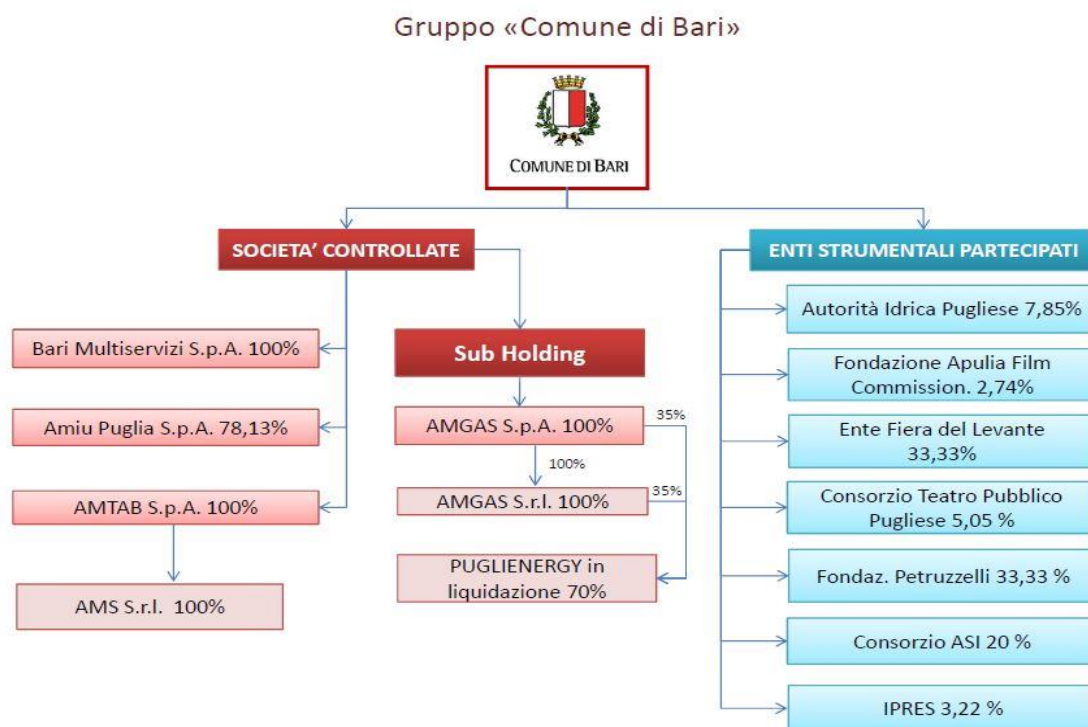 Gruppo «Comune di Bari»
COMUNE DI BARI
SOCIETA’ CONTROLLATE
ENTI STRUMENTALI PARTECIPATI
Bari Multiservizi S.p.A. 100%
Amiu Puglia S.p.A. 78,13%
AMTAB S.p.A. 100%
AMS S.r.l. 100%
Sub Holding
AMGAS S.p.A. 100%
35%
100%
AMGAS S.r.l. 100%
35%
PUGLIENERGY in
liquidazione 70%
Autorità Idrica Pugliese 7,85%
Fondazione Apulia Film
Commission. 2,74%
Ente Fiera del Levante
33,33%
Consorzio Teatro Pubblico
Pugliese 5,05 %
Fondaz. Petruzzelli 33,33 %
Consorzio ASI 20 %
IPRES 3,22 %